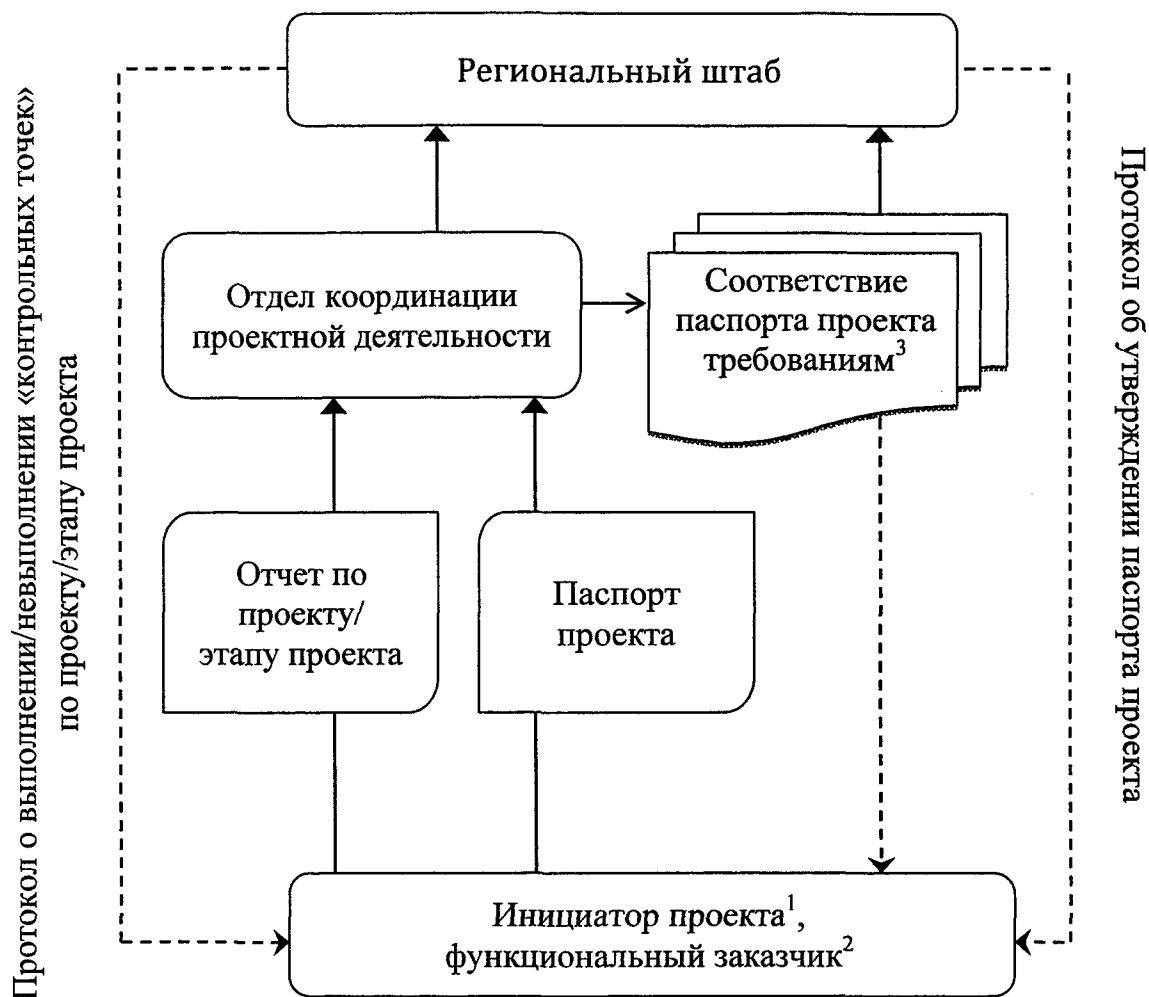 Региональный штаб
Протокол о выполнении/невыполнении «контрольных точек»
по проекту/этапу проекта
Протокол об утверждении паспорта проекта
Отдел координации
проектной деятельности
Соответствие
паспорта проекта
требованиям³
Отчет по
проекту/
этапу проекта
Паспорт
проекта
Инициатор проекта¹,
функциональный заказчик²